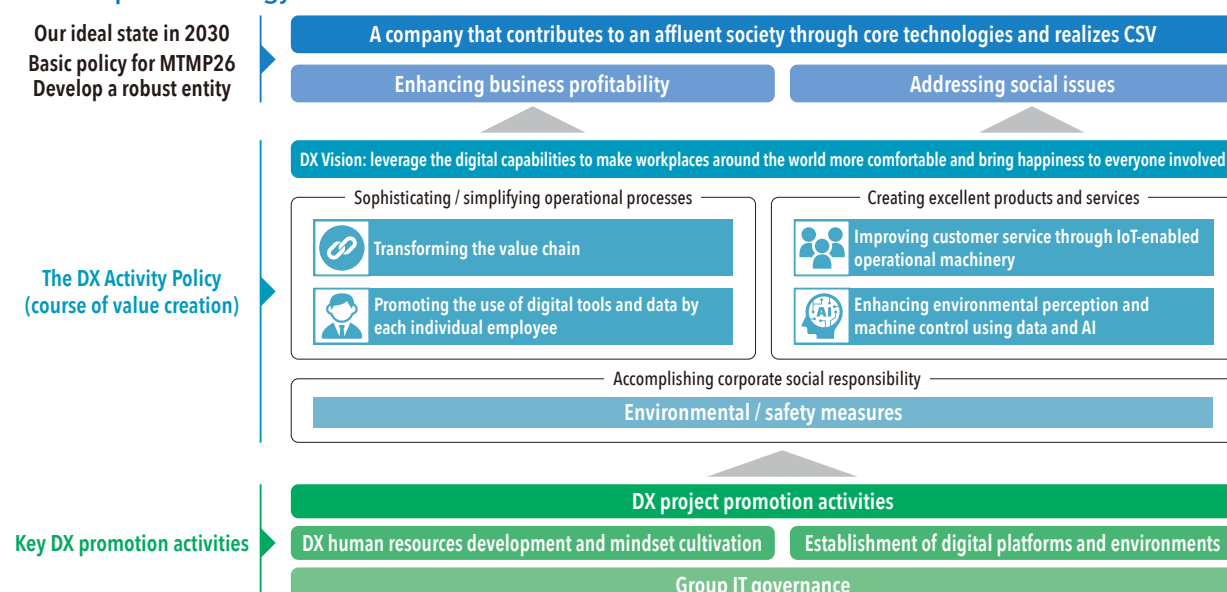 Our ideal state in 2030
Basic policy for MTMP26
Develop a robust entity
A company that contributes to an affluent society through core technologies and realizes CSV
Enhancing business profitability
Addressing social issues
The DX Activity Policy
(course of value creation)
DX Vision: leverage the digital capabilities to make workplaces around the world more comfortable and bring happiness to everyone involved
Sophisticating / simplifying operational processes
Transforming the value chain
Promoting the use of digital tools and data by
each individual employee
Creating excellent products and services
Improving customer service through IoT-enabled
operational machinery
AI
Enhancing environmental perception and
machine control using data and AI
Accomplishing corporate social responsibility
Environmental / safety measures
Key DX promotion activities
DX project promotion activities
DX human resources development and mindset cultivation
Establishment of digital platforms and environments
Group IT governance